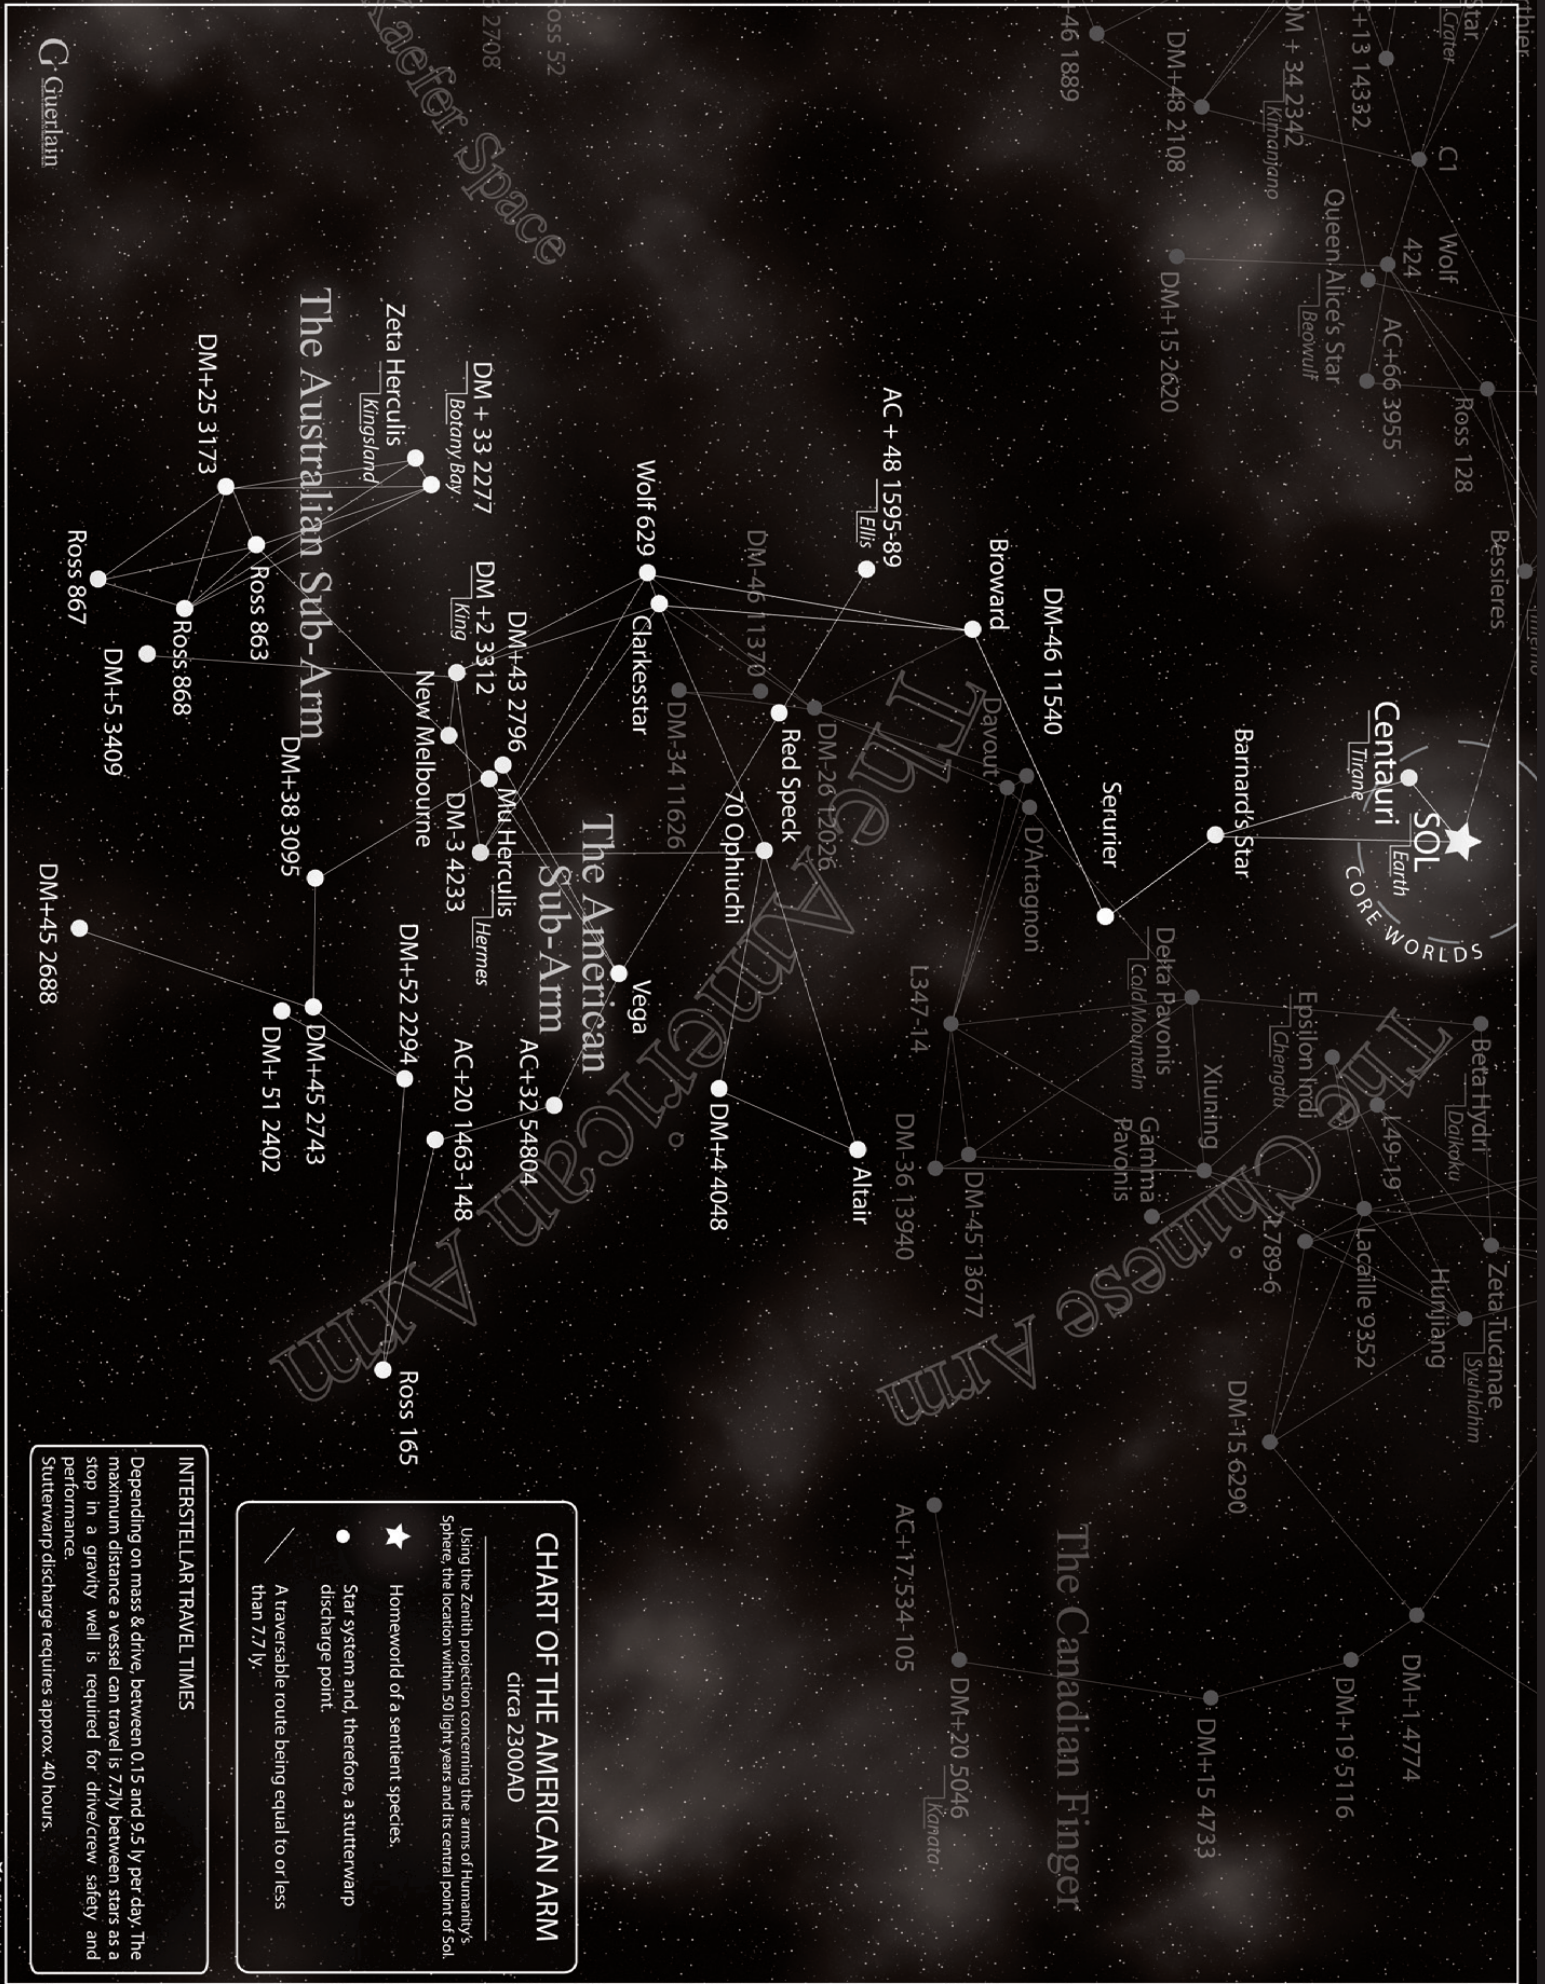 CHART OF THE AMERICAN ARM
circa 2300AD
Using the Zenith projection concerning the arms of Humanity's
Sphere, the location within 50 light years and its central point of Sol.
Homeworld of a sentient species.
Star system and, therefore, a stutterwarp
discharge point.
A traversable route being equal to or less
than 7.7 ly.
INTERSTELLAR TRAVEL TIMES
Depending on mass & drive, between 0.15 and 9.5 ly per day. The
maximum distance a vessel can travel is 7.7ly between stars as a
stop in a gravity well is required for drive/crew safety and
performance.
Stutterwarp discharge requires approx. 40 hours.
SOL
Earth
CORE WORLDS
Centauri
Tirane
Barnard's Star
Serurier
DM-46 11540
Broward
AC + 48 1595-89
Ellis
Red Speck
70 Ophiuchi
Altair
DM+4 4048
Wolf 629
Clarkesstar
Vega
The American
Sub-Arm
AC+32 54804
AC+20 1463-148
DM+52 2294
Ross 165
DM+43 2796
Mu Herculis
Hermes
DM-3 4233
DM +2 3312
King
New Melbourne
DM + 33 2277
Botany Bay
Zeta Herculis
Kingsland
The Australian Sub-Arm
DM+25 3173
Ross 863
Ross 868
Ross 867
DM+5 3409
DM+38 3095
DM+45 2743
DM+ 51 2402
DM+45 2688
The American Arm
The Chinese Arm
The Canadian Finger
Kaefer Space
G Guerlain
Ross 52
2708
+46 1889
DM+48 2108
DM + 34 2342
C+13 14332
Star
Crater
thier
C1
Wolf
424
Queen Alice's Star
Beowulf
AC+66 3955
DM+15 2620
Ross 128
Bessieres
DM-46 11370
DM-34 11626
DM-26 12026
Davout
D'Artagnon
L347-14
Delta Pavonis
Cold Mountain
Epsilon Indi
Chengdu
Beta Hydri
Daikoku
L49-19
Xiuning
Gamma
Pavonis
DM-36 13940
DM-45 13677
L789-6
Lacaille 9352
Hunjiang
Zeta Tucanae
Syuhlahm
DM-15 6290
AC+17 534-105
DM+20 5046
Kanata
DM+15 4733
DM+19 5116
DM+1 4774